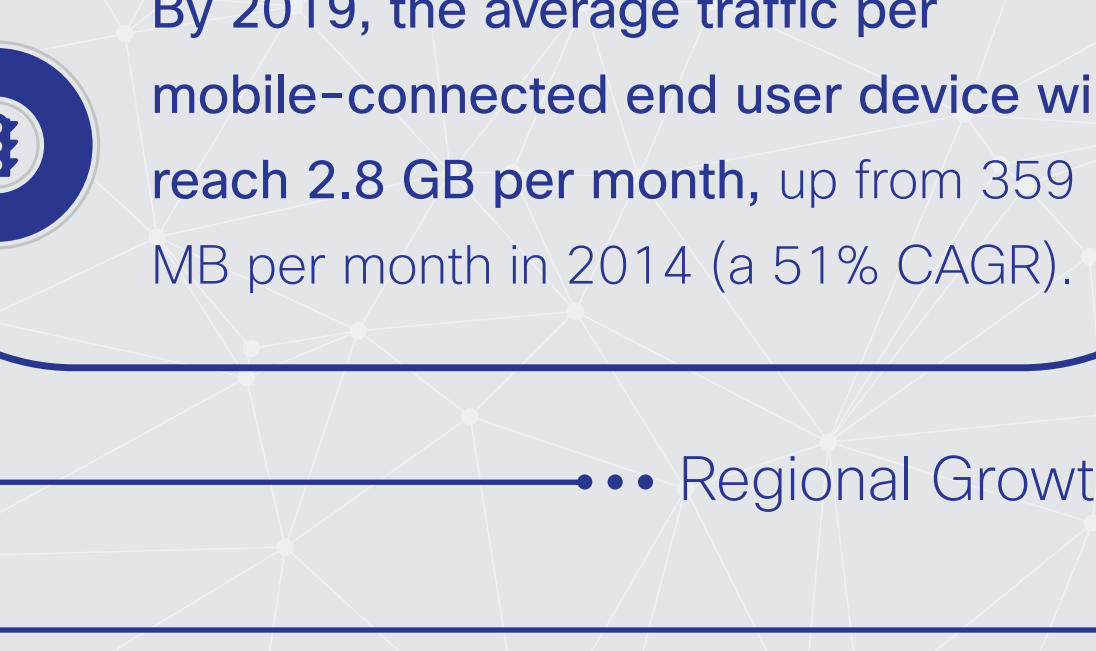 By 2019, the average traffic per
mobile-connected end user device wi
reach 2.8 GB per month, up from 359
MB per month in 2014 (a 51% CAGR).
Regional Growt